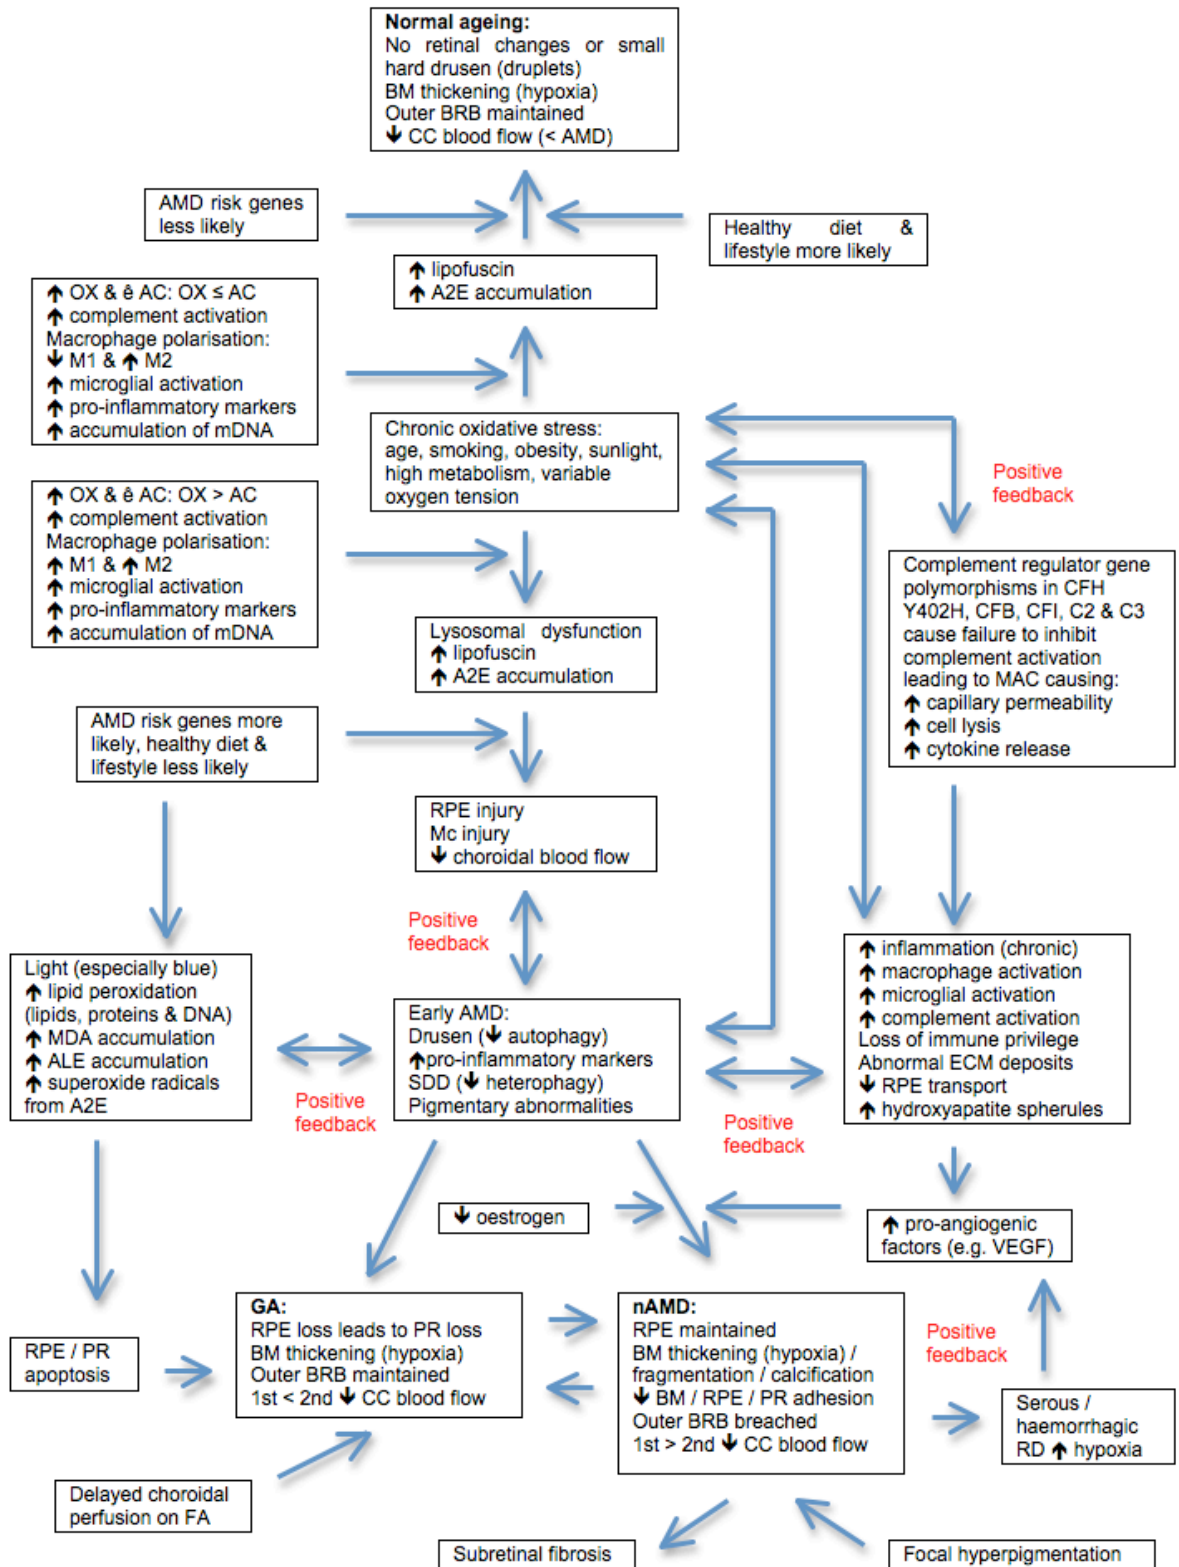 Normal ageing:
No retinal changes or small
hard drusen (druplets)
BM thickening (hypoxia)
Outer BRB maintained
↓ CC blood flow (< AMD)
AMD risk genes
less likely
Healthy diet &
lifestyle more likely
↑ lipofuscin
↑ A2E accumulation
↑ OX & ê AC: OX ≤ AC
↑ complement activation
Macrophage polarisation:
↓ M1 & ↑ M2
↑ microglial activation
↑ pro-inflammatory markers
↑ accumulation of mDNA
Chronic oxidative stress:
age, smoking, obesity, sunlight,
high metabolism, variable
oxygen tension
Positive
feedback
↑ OX & ê AC: OX > AC
↑ complement activation
Macrophage polarisation:
↑ M1 & ↑ M2
↑ microglial activation
↑ pro-inflammatory markers
↑ accumulation of mDNA
Complement regulator gene
polymorphisms in CFH
Y402H, CFB, CFI, C2 & C3
cause failure to inhibit
complement activation
leading to MAC causing:
↑ capillary permeability
↑ cell lysis
↑ cytokine release
Lysosomal dysfunction
↑ lipofuscin
↑ A2E accumulation
AMD risk genes more
likely, healthy diet &
lifestyle less likely
RPE injury
Mc injury
↓ choroidal blood flow
Positive
feedback
Light (especially blue)
↑ lipid peroxidation
(lipids, proteins & DNA)
↑ MDA accumulation
↑ ALE accumulation
↑ superoxide radicals
from A2E
Positive
feedback
Early AMD:
Drusen (↓ autophagy)
↑pro-inflammatory markers
SDD (↓ heterophagy)
Pigmentary abnormalities
Positive
feedback
↑ inflammation (chronic)
↑ macrophage activation
↑ microglial activation
↑ complement activation
Loss of immune privilege
Abnormal ECM deposits
↓ RPE transport
↑ hydroxyapatite spherules
↓ oestrogen
↑ pro-angiogenic
factors (e.g. VEGF)
RPE / PR
apoptosis
GA:
RPE loss leads to PR loss
BM thickening (hypoxia)
Outer BRB maintained
1st < 2nd ↓ CC blood flow
nAMD:
RPE maintained
BM thickening (hypoxia) /
fragmentation / calcification
↓ BM / RPE / PR adhesion
Outer BRB breached
1st > 2nd ↓ CC blood flow
Positive
feedback
Serous /
haemorrhagic
RD ↑ hypoxia
Delayed choroidal
perfusion on FA
Subretinal fibrosis
Focal hyperpigmentation